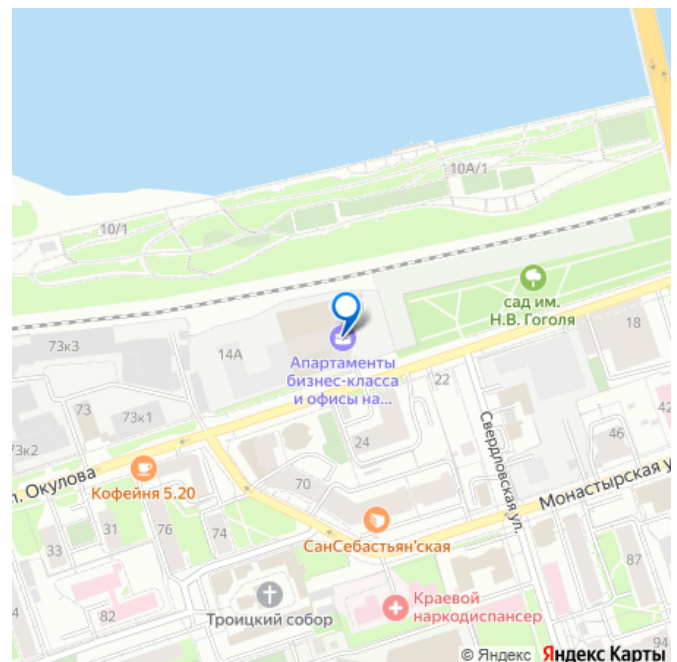 10А/1
10/1
сад им.
Н.В. Гоголя
18
73к3
14А
Апартаменты
бизнес-класса
и офисы на...
22
73
73к1
24
42
46
73к2
л. Окулова
Кофейня 5.20
Свердловская ул.
70
Монастырская у
СанСебастьян'ская
33
31
76
74
87
82
Троицкий собор
Краевой
наркодиспансер
94
© Яндекс Яндекс Карты